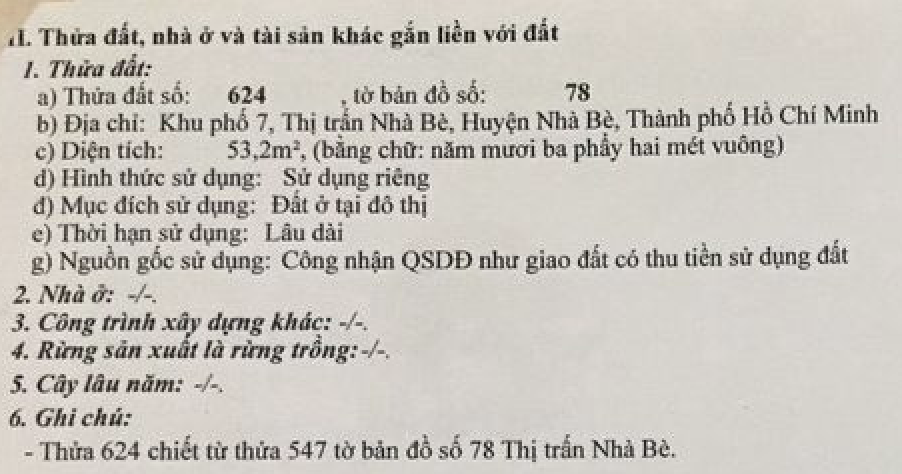 II. Thửa đất, nhà ở và tài sản khác gắn liền với đất
1. Thửa đất:
a) Thửa đất số: 624 , tờ bản đồ số: 78
b) Địa chỉ: Khu phố 7, Thị trấn Nhà Bè, Huyện Nhà Bè, Thành phố Hồ Chí Minh
c) Diện tích: 53,2m², (bằng chữ: năm mươi ba phẩy hai mét vuông)
d) Hình thức sử dụng: Sử dụng riêng
đ) Mục đích sử dụng: Đất ở tại đô thị
e) Thời hạn sử dụng: Lâu dài
g) Nguồn gốc sử dụng: Công nhận QSDĐ như giao đất có thu tiền sử dụng đất
2. Nhà ở: -/-.
3. Công trình xây dựng khác: -/-.
4. Rừng sản xuất là rừng trồng: -/-.
5. Cây lâu năm: -/-.
6. Ghi chú:
- Thửa 624 chiết từ thửa 547 tờ bản đồ số 78 Thị trấn Nhà Bè.